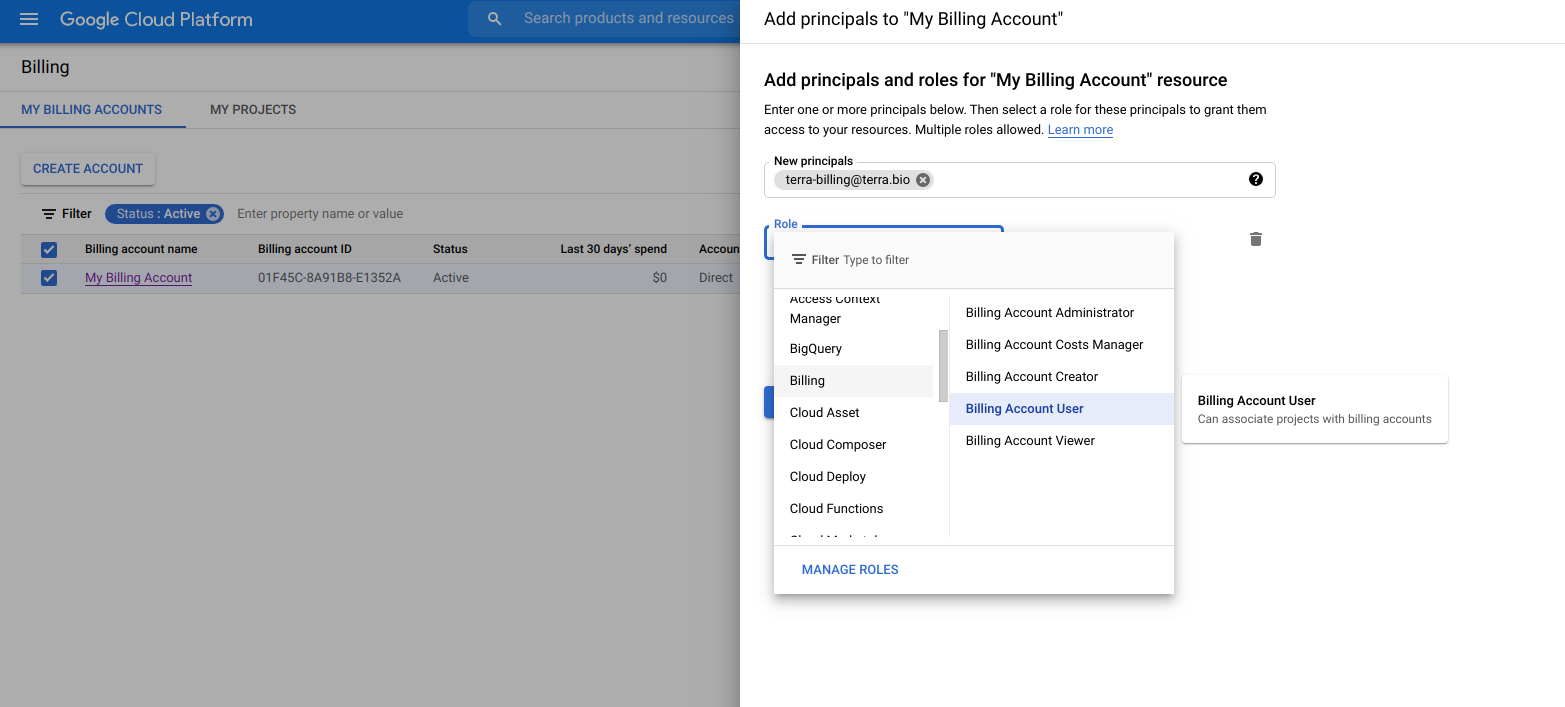 Google Cloud Platform
Search products and resources
Billing
MY BILLING ACCOUNTS
MY PROJECTS
CREATE ACCOUNT
Filter
Status : Active
Enter property name or value
Billing account name
Billing account ID
Status
Last 30 days' spend
Accoun
My Billing Account
01F45C-8A91B8-E1352A
Active
$0
Direct
Add principals to "My Billing Account"
Add principals and roles for "My Billing Account" resource
Enter one or more principals below. Then select a role for these principals to grant them
access to your resources. Multiple roles allowed. Learn more
New principals
terra-billing@terra.bio
Role
Filter Type to filter
Access Context
Manager
BigQuery
Billing
Cloud Asset
Cloud Composer
Cloud Deploy
Cloud Functions
Billing Account Administrator
Billing Account Costs Manager
Billing Account Creator
Billing Account User
Billing Account Viewer
MANAGE ROLES
Billing Account User
Can associate projects with billing accounts